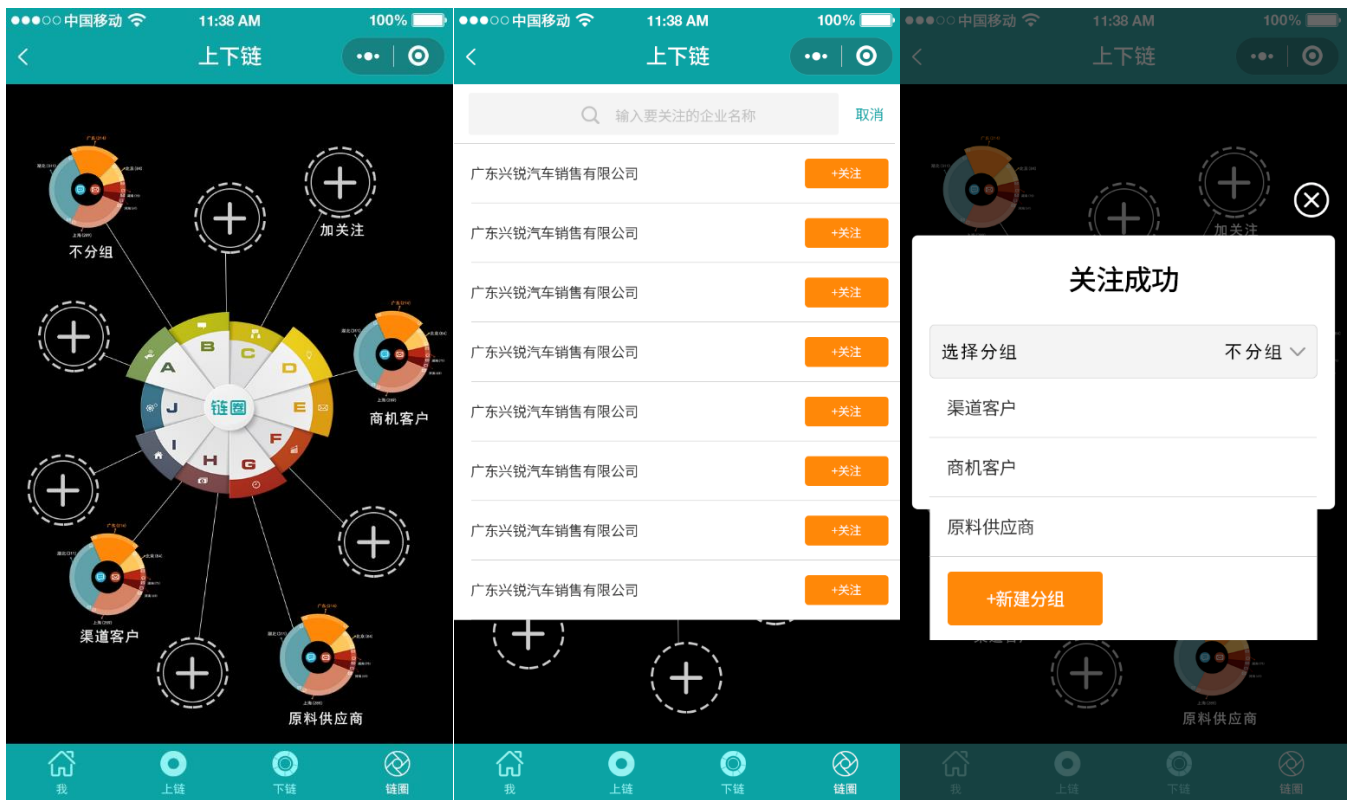 中国移动 11:38 AM 100%
上下链
不分组
加关注
B
C
A
D
链圈
J
E
商机客户
I
F
H
G
渠道客户
原料供应商
我 上链 下链 链圈
中国移动 11:38 AM 100%
上下链
输入要关注的企业名称 取消
广东兴锐汽车销售有限公司 +关注
广东兴锐汽车销售有限公司 +关注
广东兴锐汽车销售有限公司 +关注
广东兴锐汽车销售有限公司 +关注
广东兴锐汽车销售有限公司 +关注
广东兴锐汽车销售有限公司 +关注
广东兴锐汽车销售有限公司 +关注
广东兴锐汽车销售有限公司 +关注
我 上链 下链 链圈
中国移动 11:38 AM 100%
上下链
加关注
关注成功
选择分组 不分组
渠道客户
商机客户
原料供应商
+新建分组
原料供应商
我 上链 下链 链圈